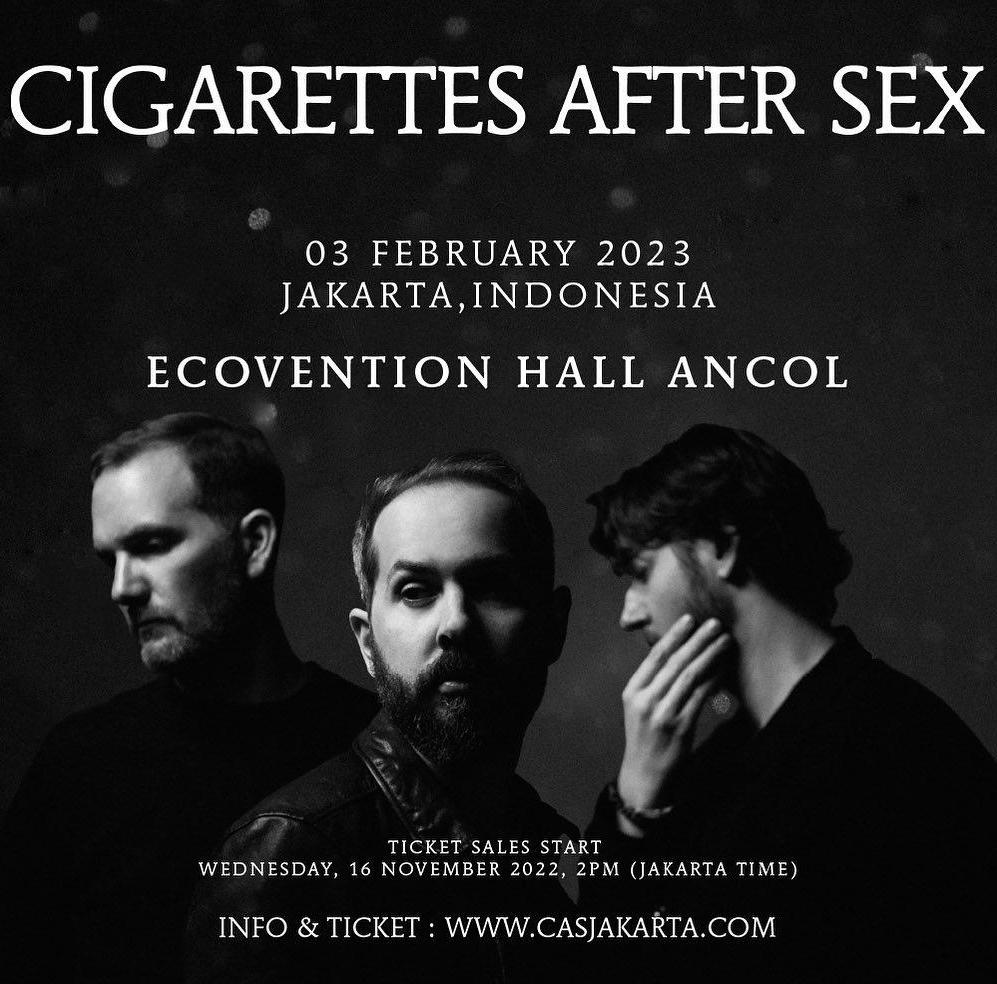 CIGARETTES AFTER SEX
03 FEBRUARY 2023
JAKARTA,INDONESIA
ECOVENTION HALL ANCOL
TICKET SALES START
WEDNESDAY, 16 NOVEMBER 2022, 2PM (JAKARTA TIME)
INFO & TICKET : WWW.CASJAKARTA.COM